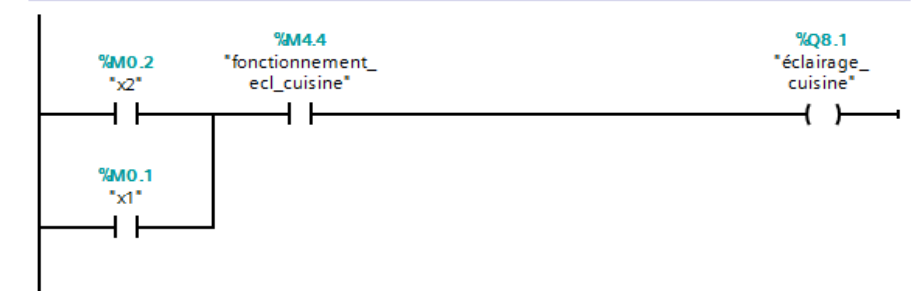 %M4.4
"fonctionnement_
ecl_cuisine"
%Q8.1
"éclairage_
cuisine"
%M0.2
"x2"
%M0.1
"x1"